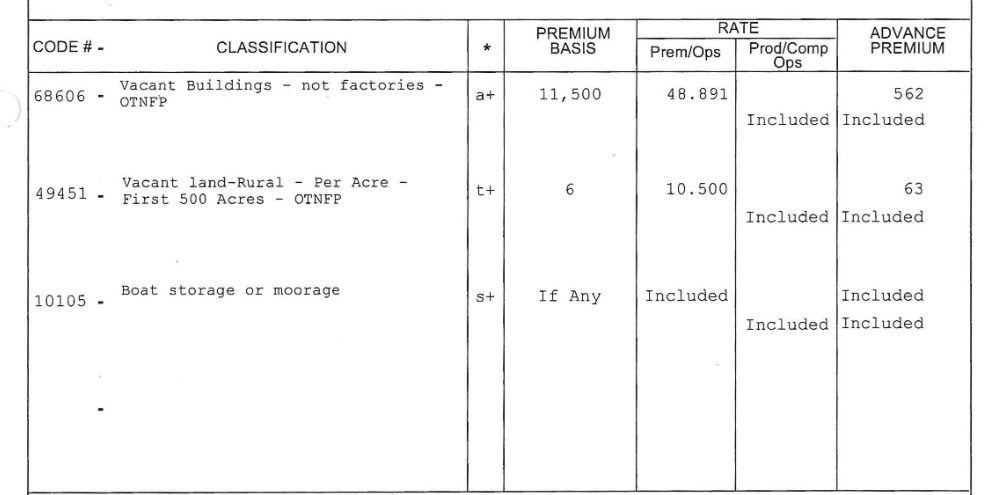 CODE # - CLASSIFICATION * PREMIUM BASIS RATE Prem/Ops Prod/Comp Ops ADVANCE PREMIUM
68606 - Vacant Buildings - not factories - a+ 11,500 48.891 562
OTNFP
Included Included
49451 - Vacant land-Rural - Per Acre - t+ 6 10.500 63
First 500 Acres - OTNFP
Included Included
10105 - Boat storage or moorage s+ If Any Included Included
Included Included
-